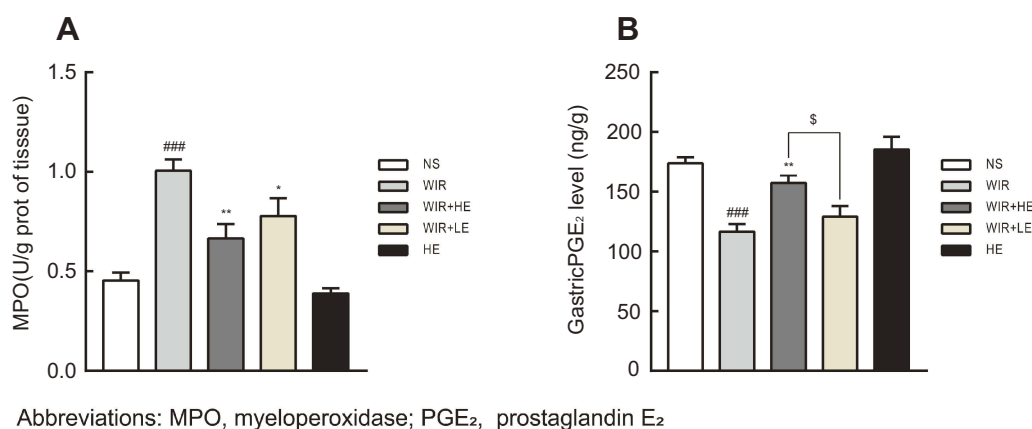 A
MPO(U/g prot of tisssue)
1.5
1.0
0.5
0.0
###
**
*
NS
WIR
WIR+HE
WIR+LE
HE
B
GastricPGE₂ level (ng/g)
250
200
150
100
50
0
###
**
$
NS
WIR
WIR+HE
WIR+LE
HE
Abbreviations: MPO, myeloperoxidase; PGE₂, prostaglandin E₂